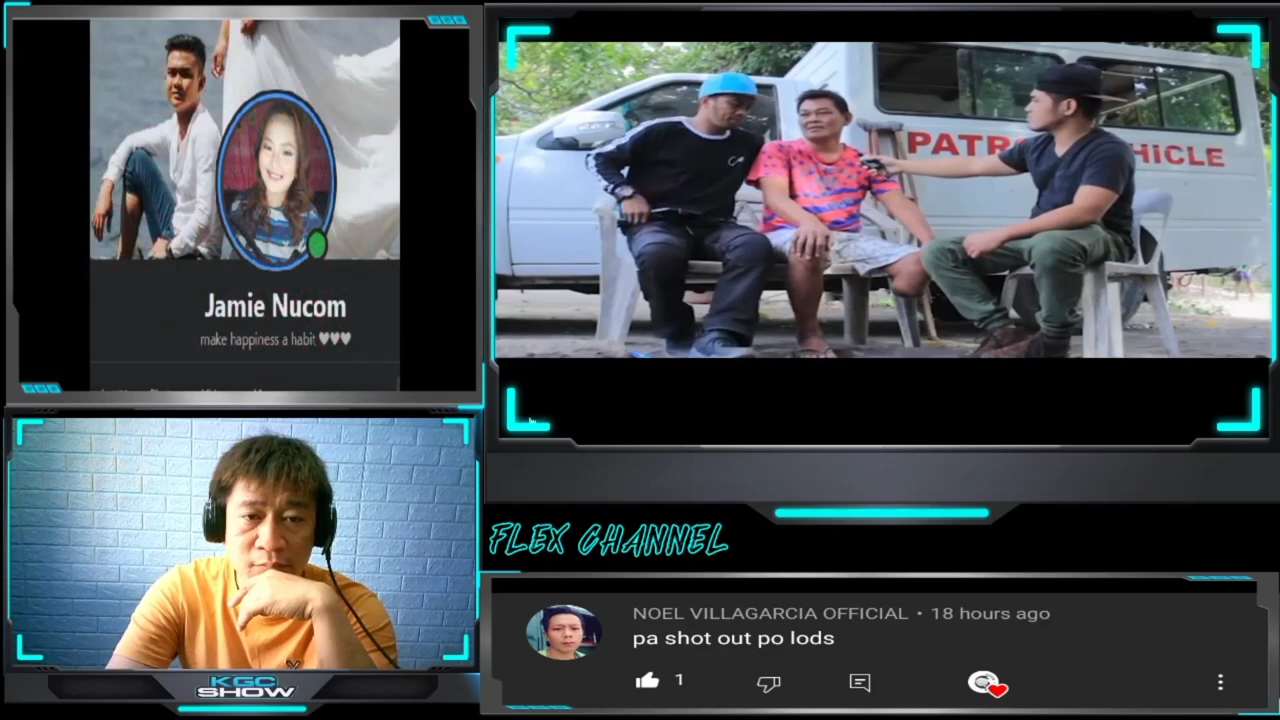 Jamie Nucom
make happiness a habit ♥♥♥
PATR HICLE
KGC
SHOW
FLEX CHANNEL
NOEL VILLAGARCIA OFFICIAL • 18 hours ago
pa shot out po lods
1